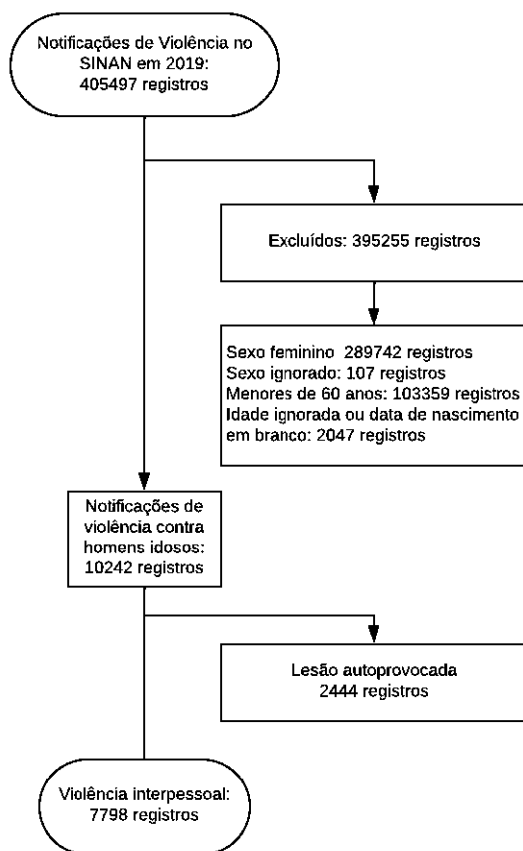 Notificações de Violência no
SINAN em 2019:
405497 registros
Excluídos: 395255 registros
Sexo feminino 289742 registros
Sexo ignorado: 107 registros
Menores de 60 anos: 103359 registros
Idade ignorada ou data de nascimento
em branco: 2047 registros
Notificações de
violência contra
homens idosos:
10242 registros
Lesão autoprovocada
2444 registros
Violência interpessoal:
7798 registros